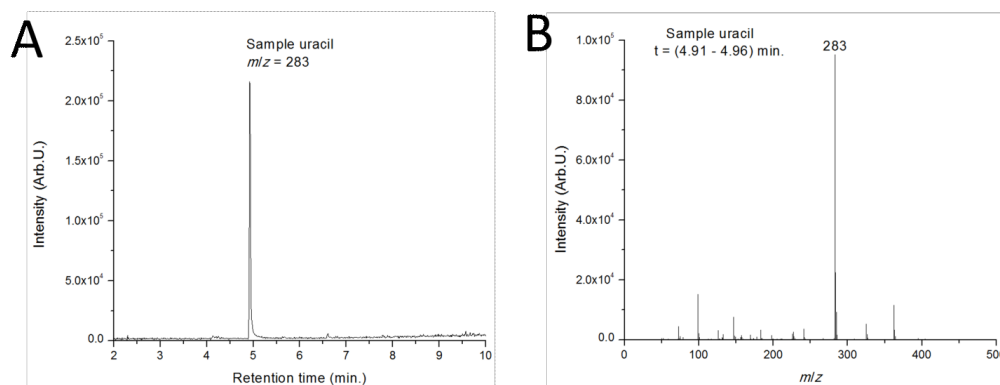 A
Sample uracil
m/z = 283
2.5x10⁵
2.0x10⁵
1.5x10⁵
1.0x10⁵
5.0x10⁴
0.0
Intensity (Arb.U.)
2 3 4 5 6 7 8 9 10
Retention time (min.)
B
Sample uracil
t = (4.91 - 4.96) min.
283
1.0x10⁵
8.0x10⁴
6.0x10⁴
4.0x10⁴
2.0x10⁴
0.0
Intensity (Arb.U.)
0 100 200 300 400 500
m/z